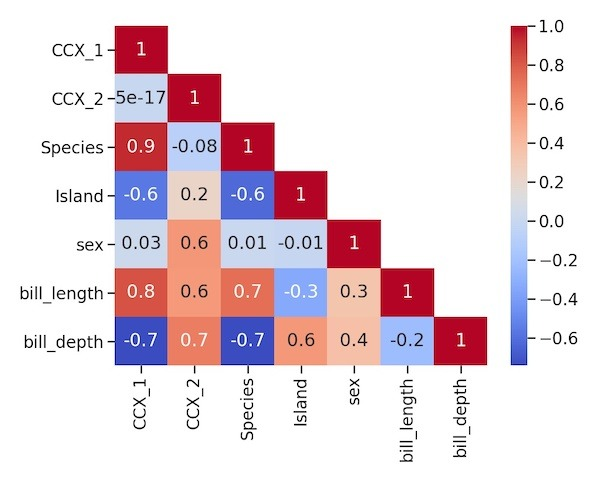 CCX_1 1 1.0
CCX_2 5e-17 1 0.8
Species 0.9 -0.08 1 0.6
Island -0.6 0.2 -0.6 1 0.4
sex 0.03 0.6 0.01 -0.01 1 0.2
bill_length 0.8 0.6 0.7 -0.3 0.3 1 0.0
bill_depth -0.7 0.7 -0.7 0.6 0.4 -0.2 1 −0.2
−0.4
−0.6
CCX_1 CCX_2 Species Island sex bill_length bill_depth